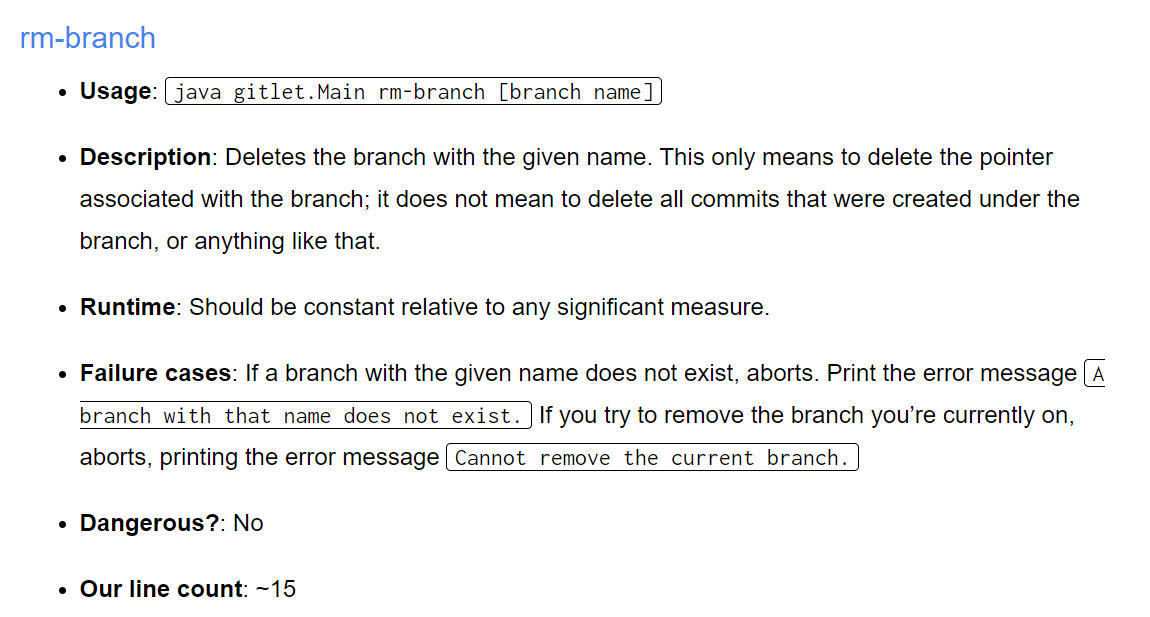 rm-branch
• Usage: java gitlet.Main rm-branch [branch name]
• Description: Deletes the branch with the given name. This only means to delete the pointer
associated with the branch; it does not mean to delete all commits that were created under the
branch, or anything like that.
• Runtime: Should be constant relative to any significant measure.
• Failure cases: If a branch with the given name does not exist, aborts. Print the error message A
branch with that name does not exist. If you try to remove the branch you’re currently on,
aborts, printing the error message Cannot remove the current branch.
• Dangerous?: No
• Our line count: ~15